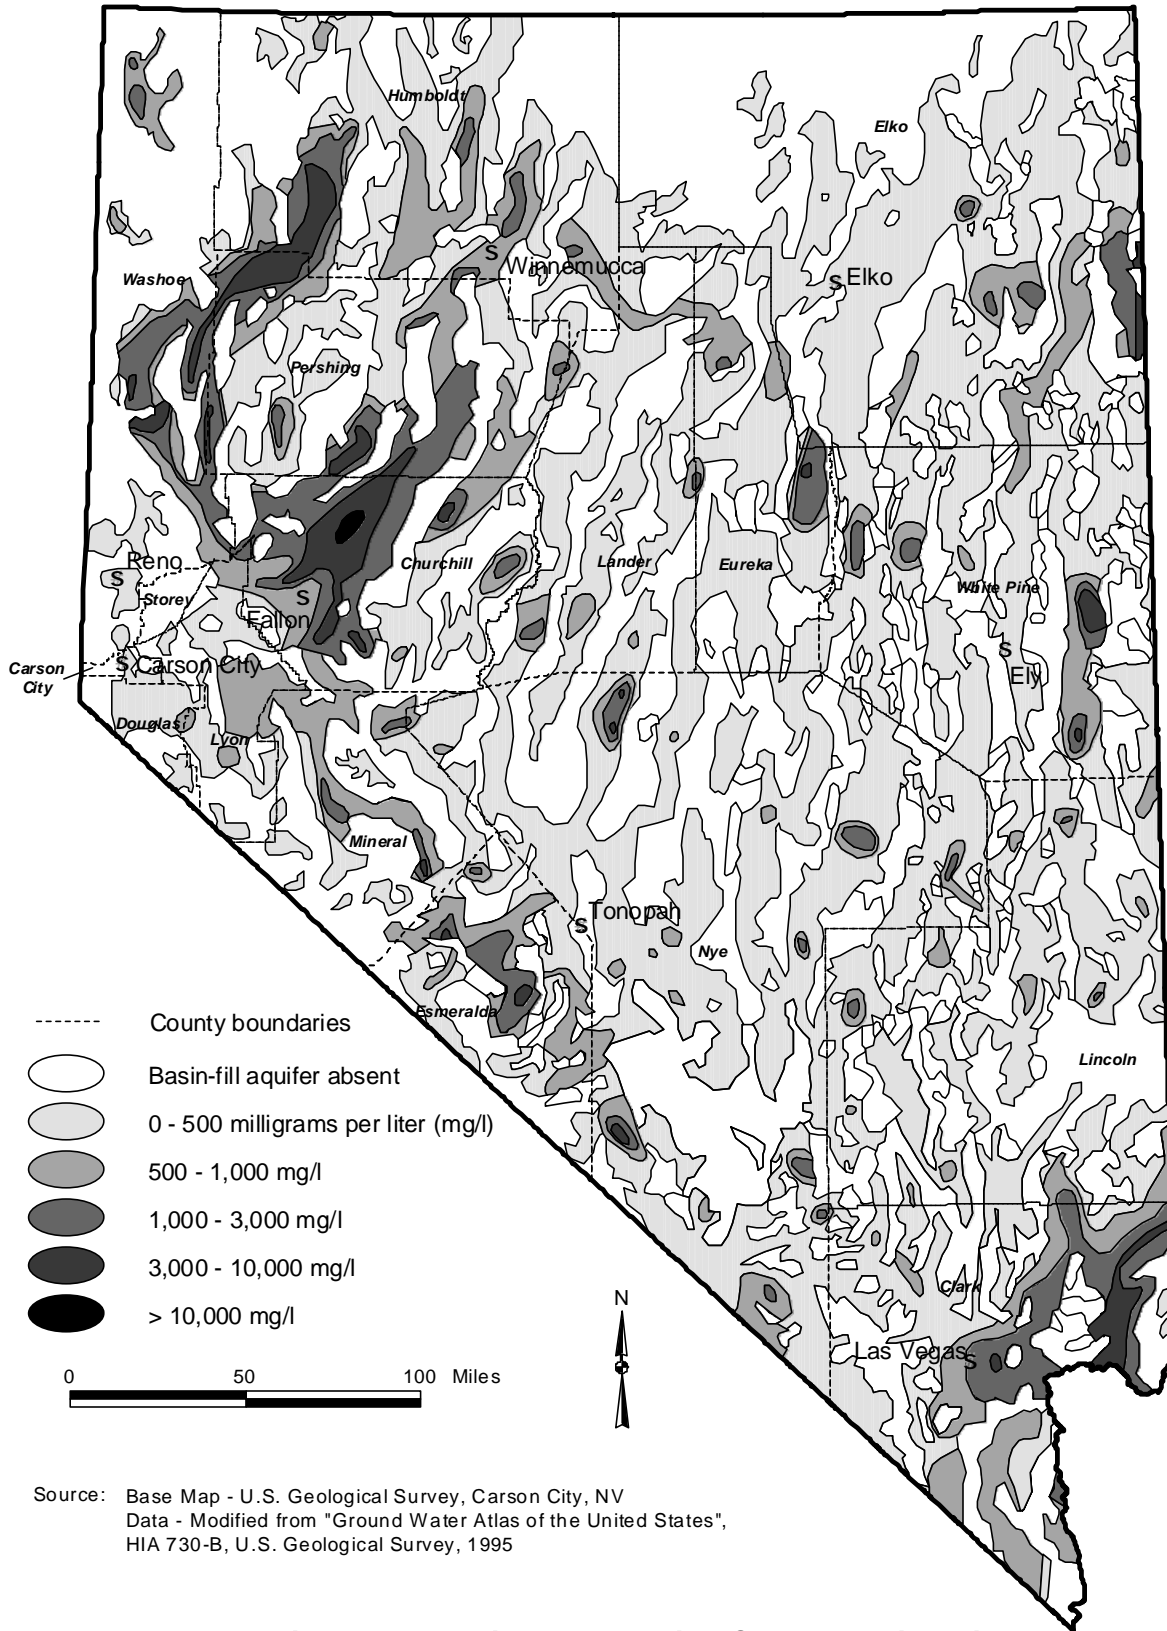 Humboldt
Elko
Washoe
S
Winnemucca
S Elko
Pershing
Reno
S
Storey
Churchill
Lander
Eureka
White Pine
S
Fallon
S
Ely
Carson
City
S Carson City
Douglas
Lyon
Mineral
Tonopah
S
Nye
Esmeralda
Lincoln
Clark
Las Vegas
S
County boundaries
Basin-fill aquifer absent
0 - 500 milligrams per liter (mg/l)
500 - 1,000 mg/l
1,000 - 3,000 mg/l
3,000 - 10,000 mg/l
> 10,000 mg/l
N
0 50 100 Miles
Source: Base Map - U.S. Geological Survey, Carson City, NV
Data - Modified from "Ground Water Atlas of the United States",
HIA 730-B, U.S. Geological Survey, 1995